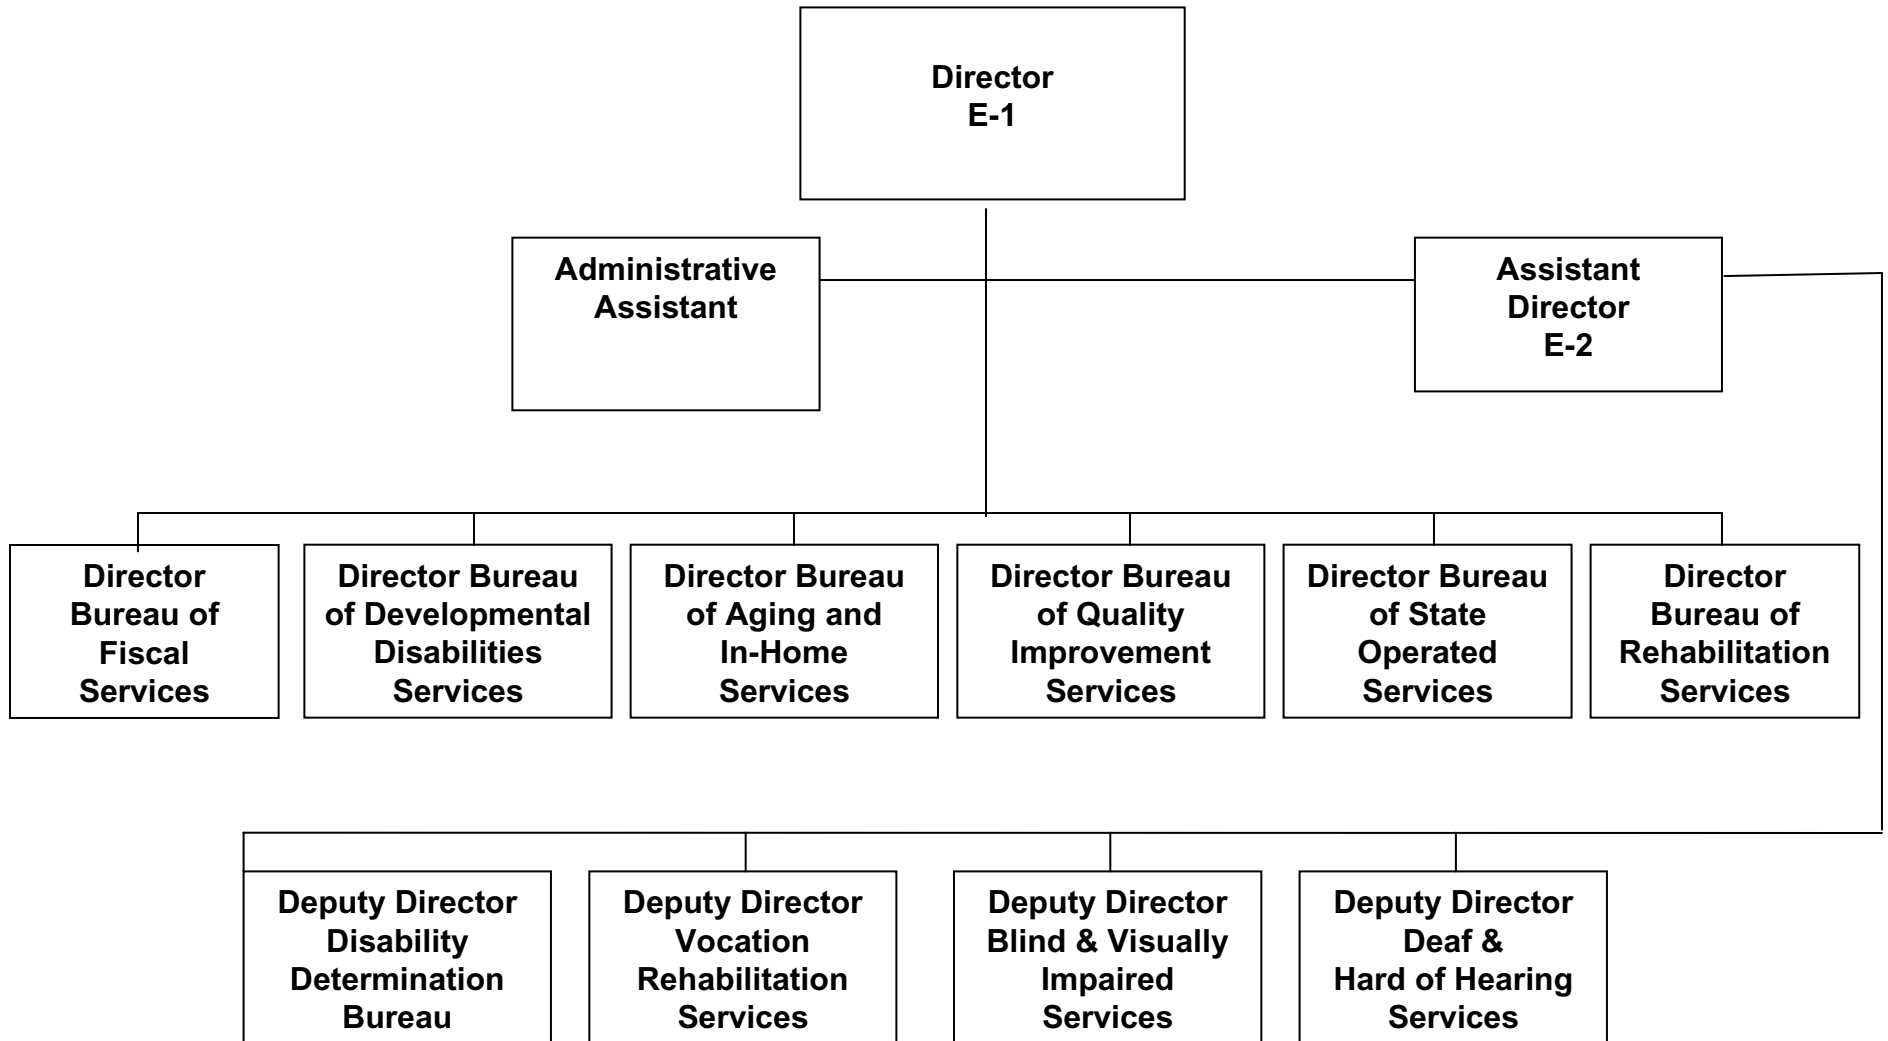 Director
E-1
Administrative
Assistant
Assistant
Director
E-2
Director
Bureau of
Fiscal
Services
Director Bureau
of Developmental
Disabilities
Services
Director Bureau
of Aging and
In-Home
Services
Director Bureau
of Quality
Improvement
Services
Director Bureau
of State
Operated
Services
Director
Bureau of
Rehabilitation
Services
Deputy Director
Disability
Determination
Bureau
Deputy Director
Vocation
Rehabilitation
Services
Deputy Director
Blind & Visually
Impaired
Services
Deputy Director
Deaf &
Hard of Hearing
Services